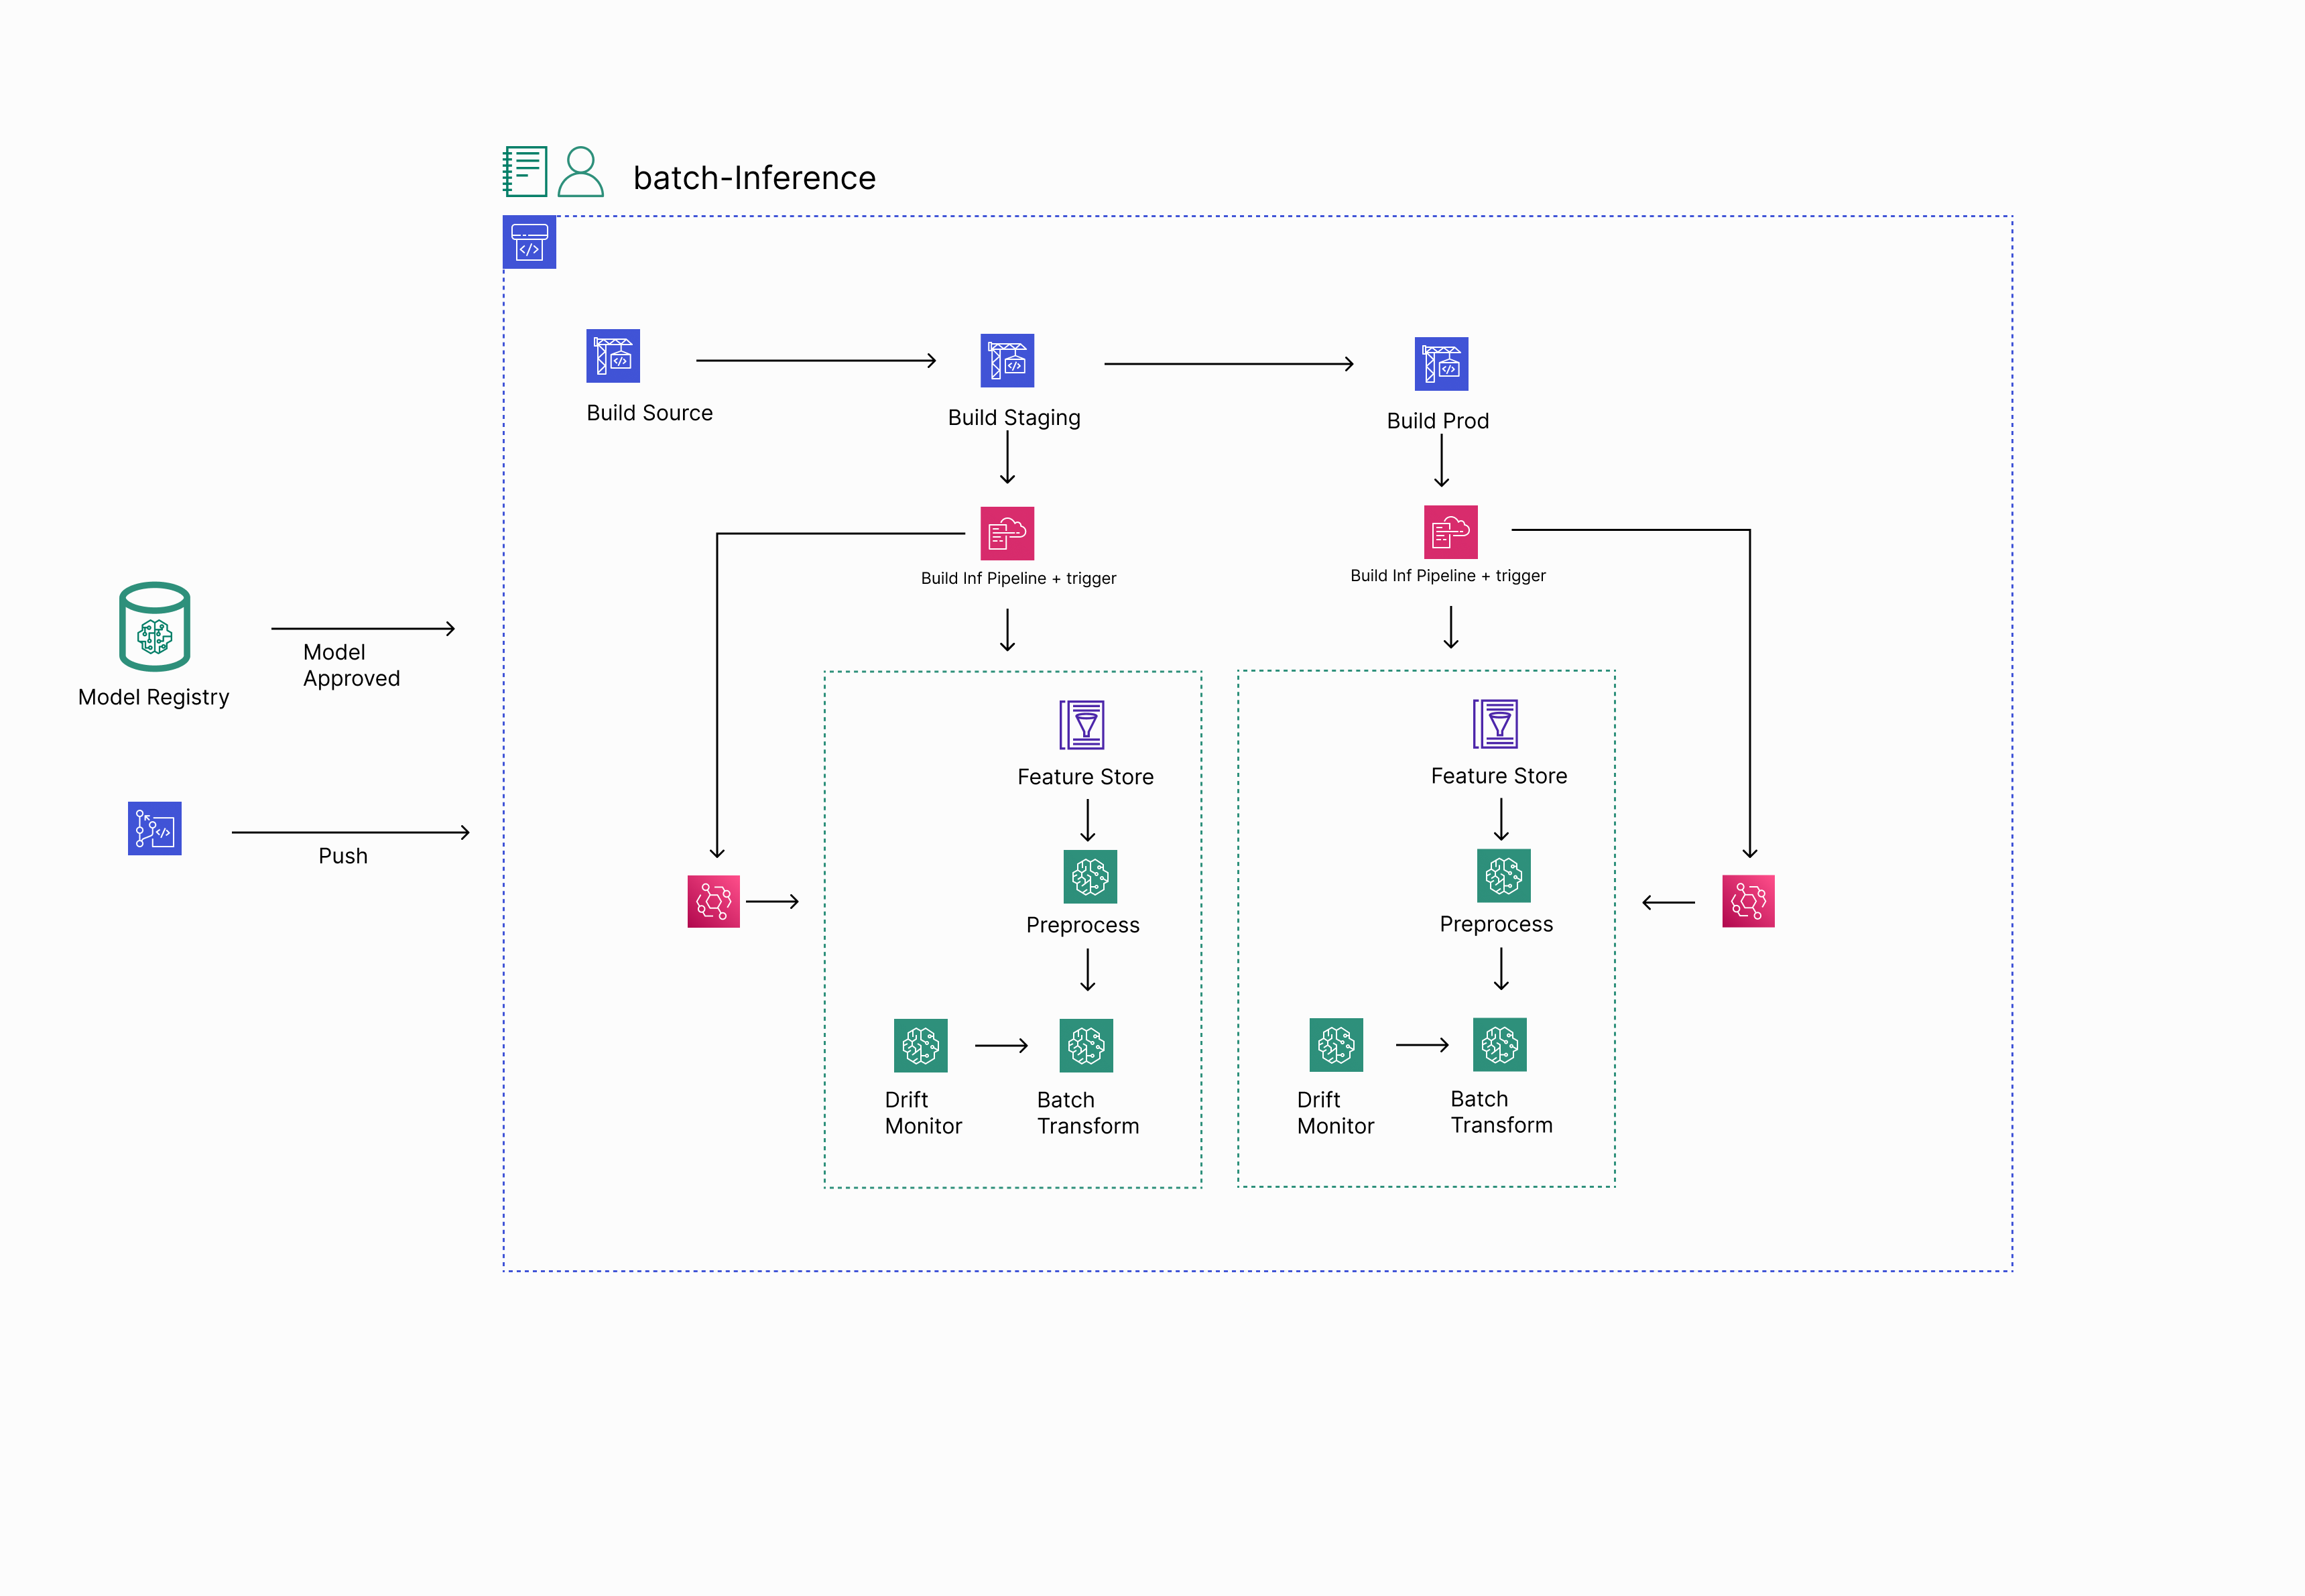 batch-Inference
Build Source
Build Staging
Build Prod
Build Inf Pipeline + trigger
Build Inf Pipeline + trigger
Model Registry
Model
Approved
Push
Feature Store
Preprocess
Drift
Monitor
Batch
Transform
Feature Store
Preprocess
Drift
Monitor
Batch
Transform